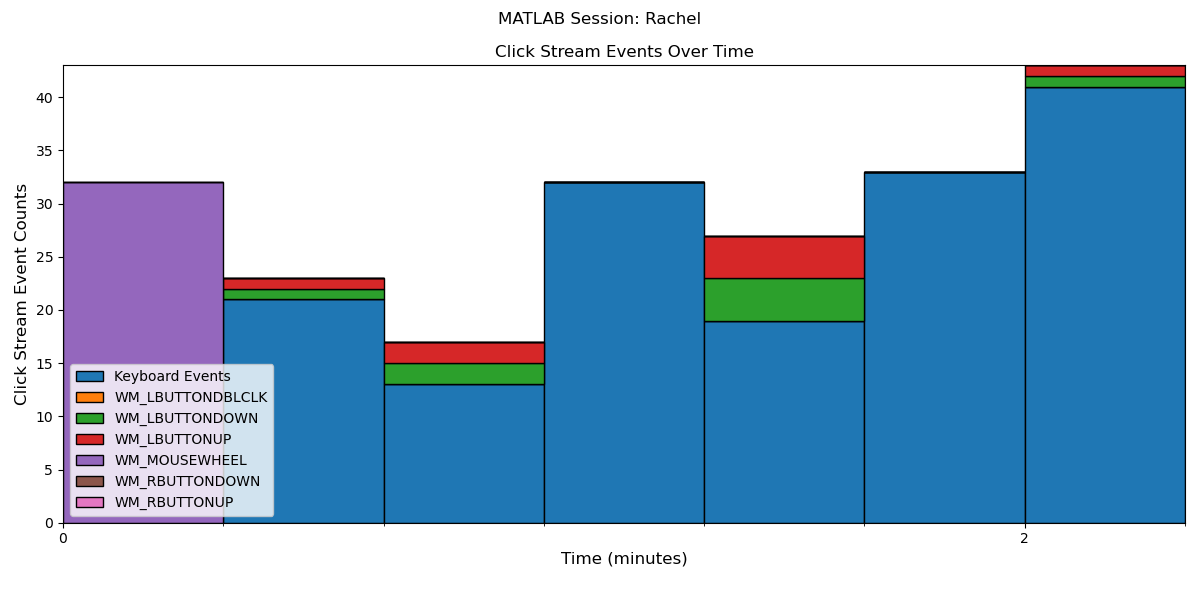 MATLAB Session: Rachel
Click Stream Events Over Time
Click Stream Event Counts
40
35
30
25
20
15
10
5
0
Keyboard Events
WM_LBUTTONDBLCLK
WM_LBUTTONDOWN
WM_LBUTTONUP
WM_MOUSEWHEEL
WM_RBUTTONDOWN
WM_RBUTTONUP
0 2
Time (minutes)